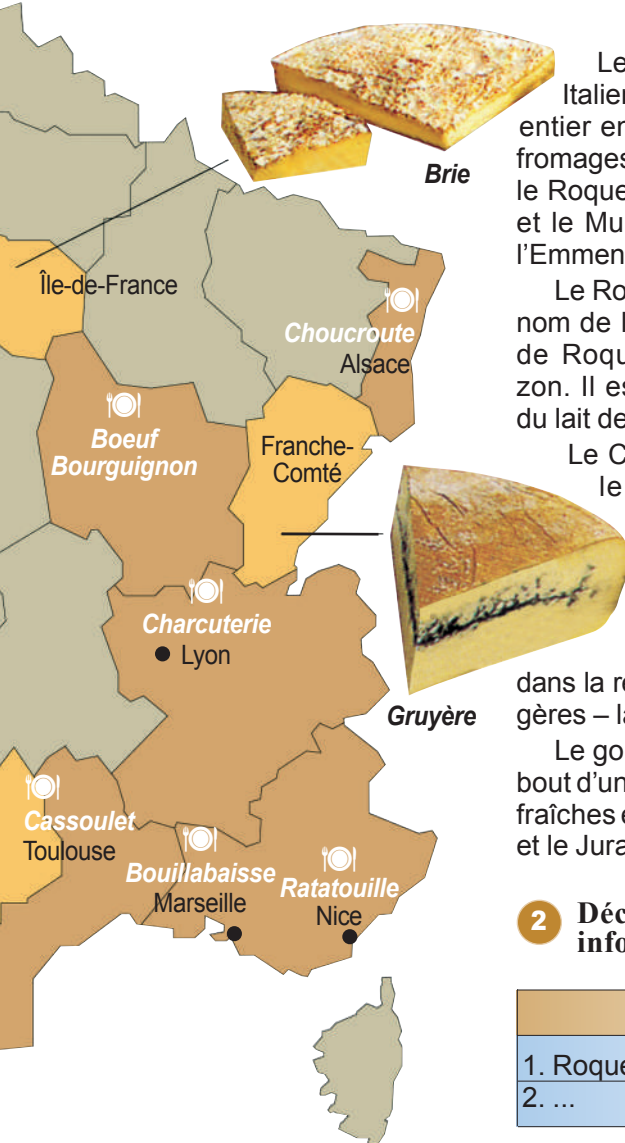 Brie
Île-de-France
Choucroute
Alsace
Boeuf
Bourguignon
Franche-
Comté
Charcuterie
Lyon
Gruyère
Cassoulet
Toulouse
Bouillabaisse
Marseille
Ratatouille
Nice
Le
Italien
entier en
fromages
le Roque
et le Mu
l’Emmen
Le Ro
nom de l
de Roqu
zon. Il es
du lait de
Le C
le
dans la r
gères – l
Le go
bout d’un
fraîches e
et le Jura
2 Déc
info
1. Roque
2. ...